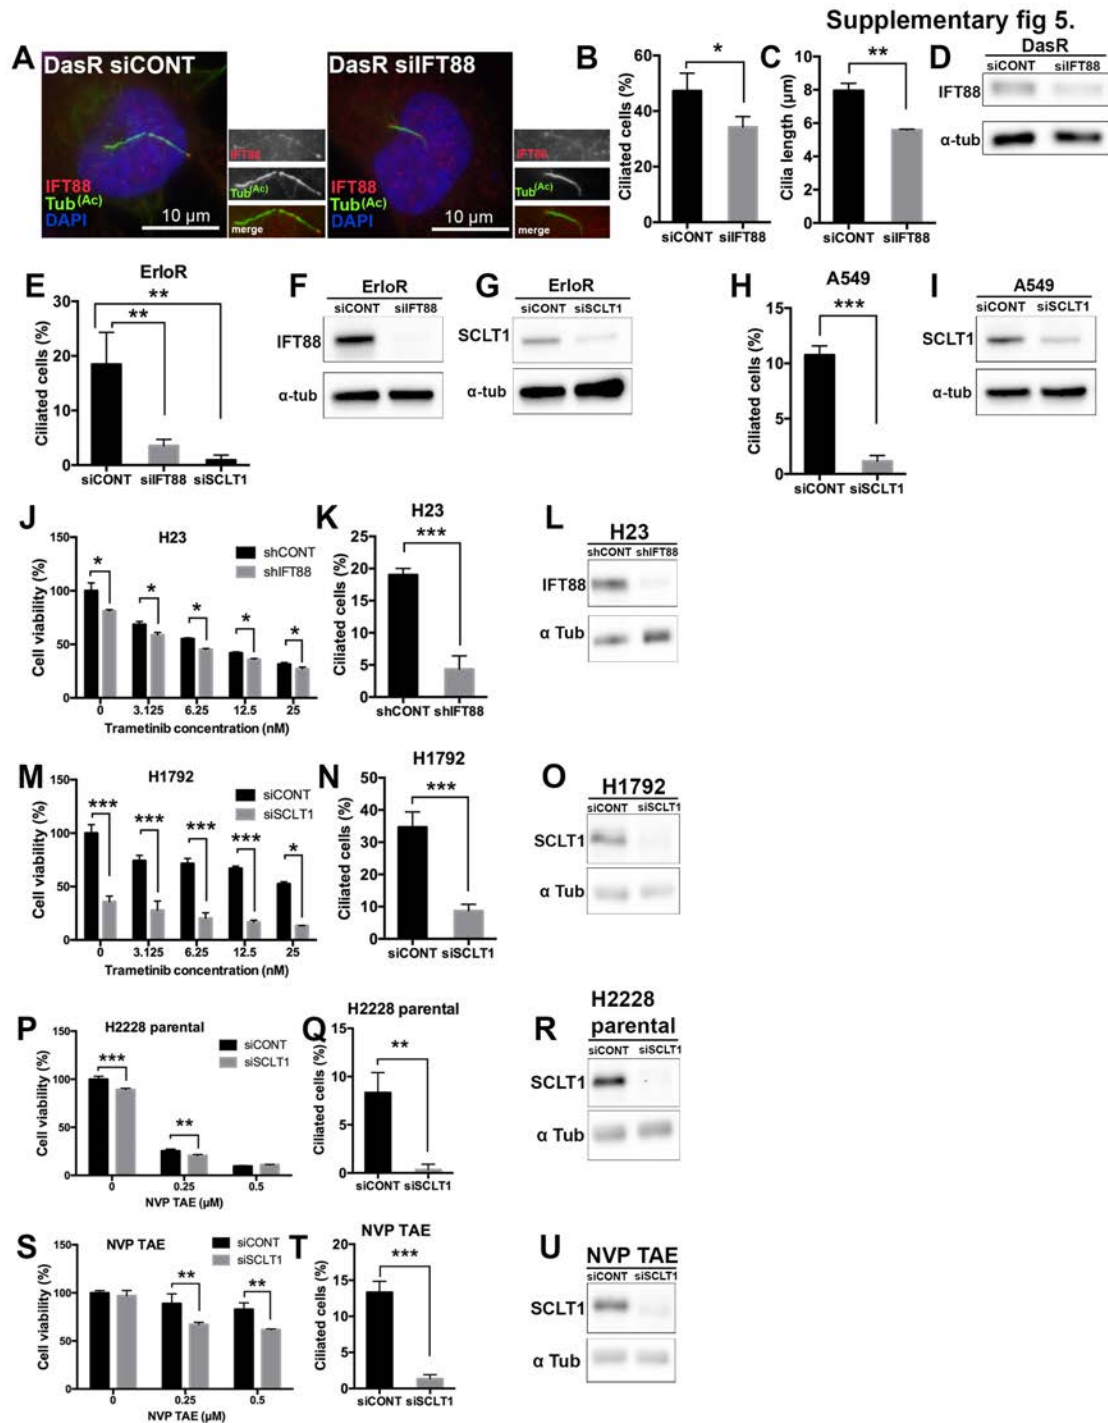 Supplementary fig 5.
A
DasR siCONT
IFT88
Tub(Ac)
DAPI
10 μm
IFT88
Tub(Ac)
merge
DasR siIFT88
IFT88
Tub(Ac)
DAPI
10 μm
IFT88
Tub(Ac)
merge
B
Ciliated cells (%)
60
40
20
0
*
siCONT siIFT88
C
Cilia length (μm)
10
8
6
4
2
0
**
siCONT siIFT88
D
DasR
siCONT siIFT88
IFT88
α-tub
E
ErloR
Ciliated cells (%)
30
20
10
0
**
**
siCONT siIFT88 siSCLT1
F
ErloR
siCONT siIFT88
IFT88
α-tub
G
ErloR
siCONT siSCLT1
SCLT1
α-tub
H
A549
Ciliated cells (%)
15
10
5
0
***
siCONT siSCLT1
I
A549
siCONT siSCLT1
SCLT1
α-tub
J
H23
Cell viability (%)
150
100
50
0
shCONT
shIFT88
* * * * *
0 3.125 6.25 12.5 25
Trametinib concentration (nM)
K
H23
Ciliated cells (%)
25
20
15
10
5
0
***
shCONT shIFT88
L
H23
shCONT shIFT88
IFT88
α Tub
M
H1792
Cell viability (%)
150
100
50
0
siCONT
siSCLT1
*** *** *** *** *
0 3.125 6.25 12.5 25
Trametinib concentration (nM)
N
H1792
Ciliated cells (%)
50
40
30
20
10
0
***
siCONT siSCLT1
O
H1792
siCONT siSCLT1
SCLT1
α Tub
P
H2228 parental
Cell viability (%)
150
100
50
0
siCONT
siSCLT1
*** **
0 0.25 0.5
NVP TAE (μM)
Q
H2228 parental
Ciliated cells (%)
15
10
5
0
**
siCONT siSCLT1
R
H2228
parental
siCONT siSCLT1
SCLT1
α Tub
S
NVP TAE
Cell viability (%)
150
100
50
0
siCONT
siSCLT1
** **
0 0.25 0.5
NVP TAE (μM)
T
NVP TAE
Ciliated cells (%)
20
15
10
5
0
***
siCONT siSCLT1
U
NVP TAE
siCONT siSCLT1
SCLT1
α Tub